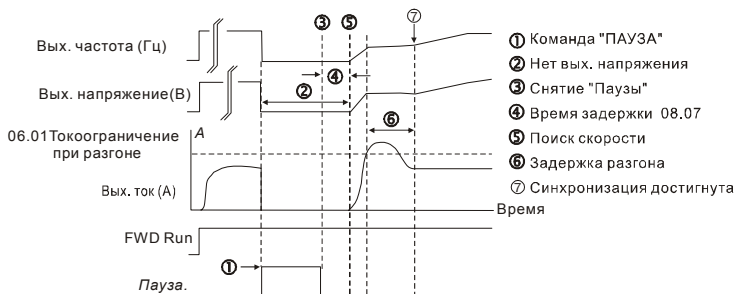 ③ ⑤ ⑦
Вых. частота (Гц)
④
Вых. напряжение(В)
②
06.01Токоограничение
при разгоне
A
⑥
Вых. ток (А)
Время
FWD Run
①
Пауза.
① Команда "ПАУЗА"
② Нет вых. напряжения
③ Снятие "Паузы"
④ Время задержки 08.07
⑤ Поиск скорости
⑥ Задержка разгона
⑦ Синхронизация достигнута